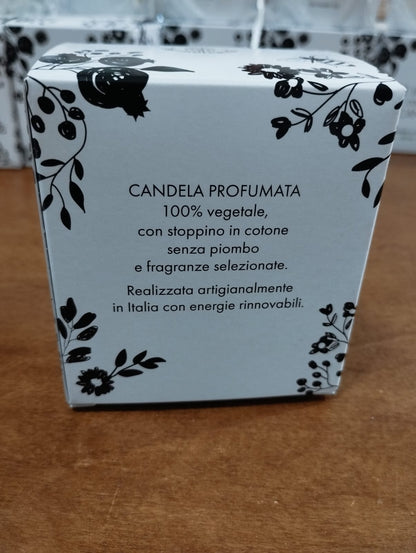 CANDELA PROFUMATA
100% vegetale,
con stoppino in cotone
senza piombo
e fragranze selezionate.
Realizzata artigianalmente
in Italia con energie rinnovabili.